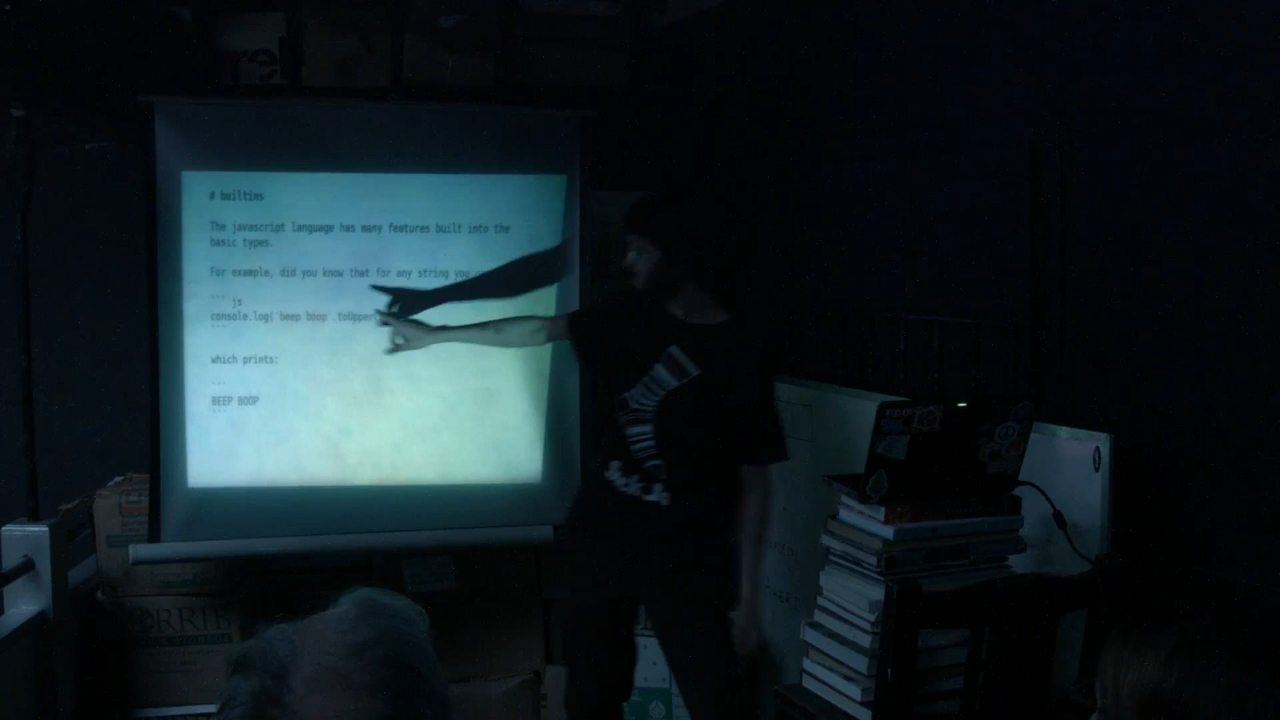 re
# builtins
The javascript language has many features built into the
basic types.
For example, did you know that for any string you
``` js
console.log('beep boop'.toUpper
```
which prints:
```
BEEP BOOP
```